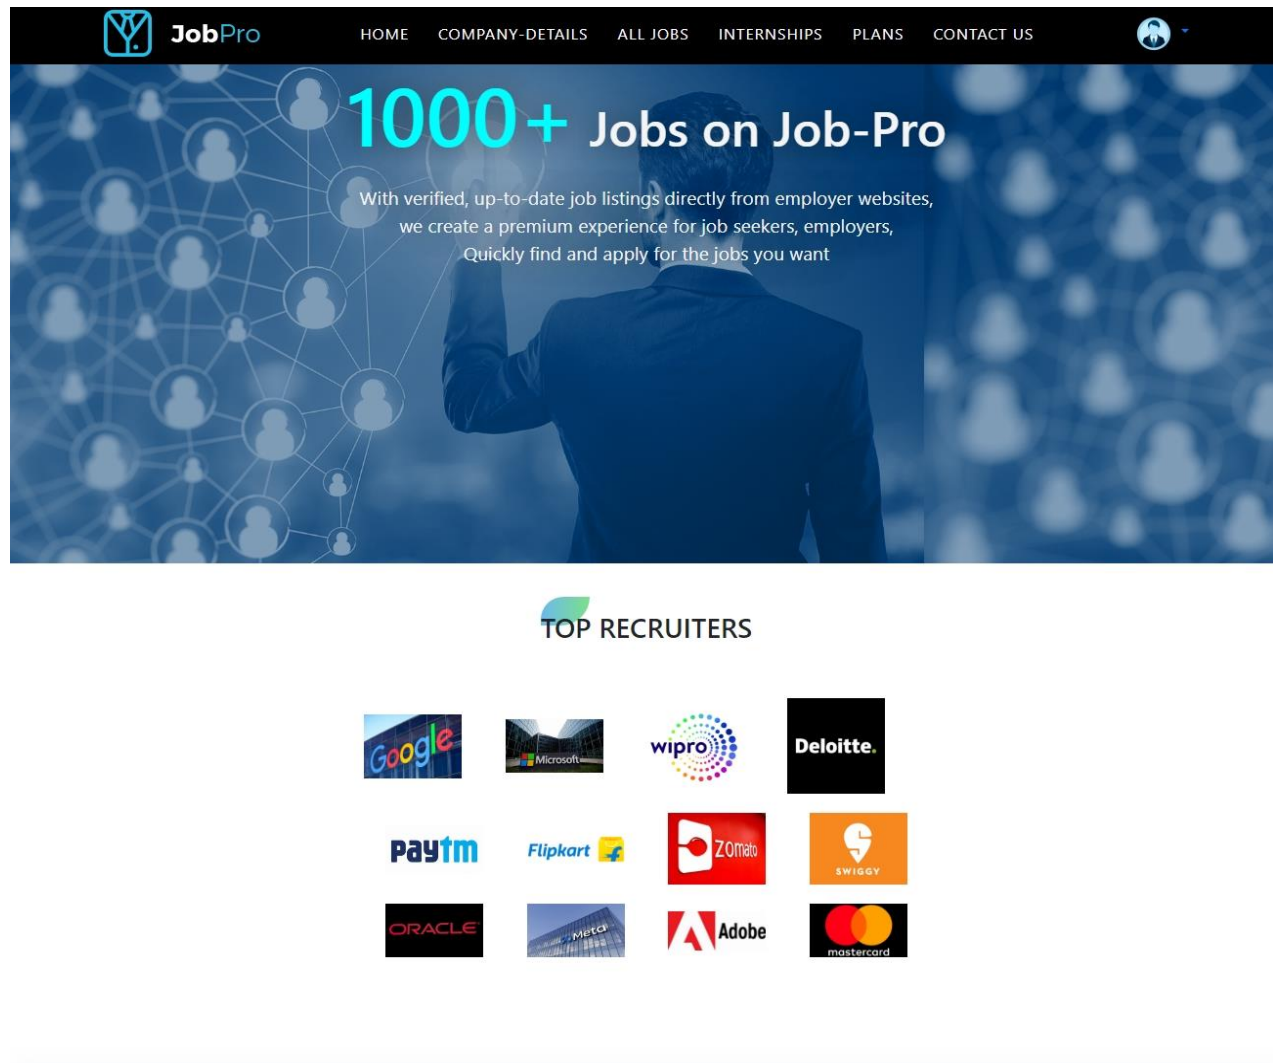 JobPro HOME COMPANY-DETAILS ALL JOBS INTERNSHIPS PLANS CONTACT US
1000+ Jobs on Job-Pro
With verified, up-to-date job listings directly from employer websites,
we create a premium experience for job seekers, employers,
Quickly find and apply for the jobs you want
TOP RECRUITERS
Google Microsoft wipro Deloitte.
paytm Flipkart zomato SWIGGY
ORACLE Meta Adobe mastercard